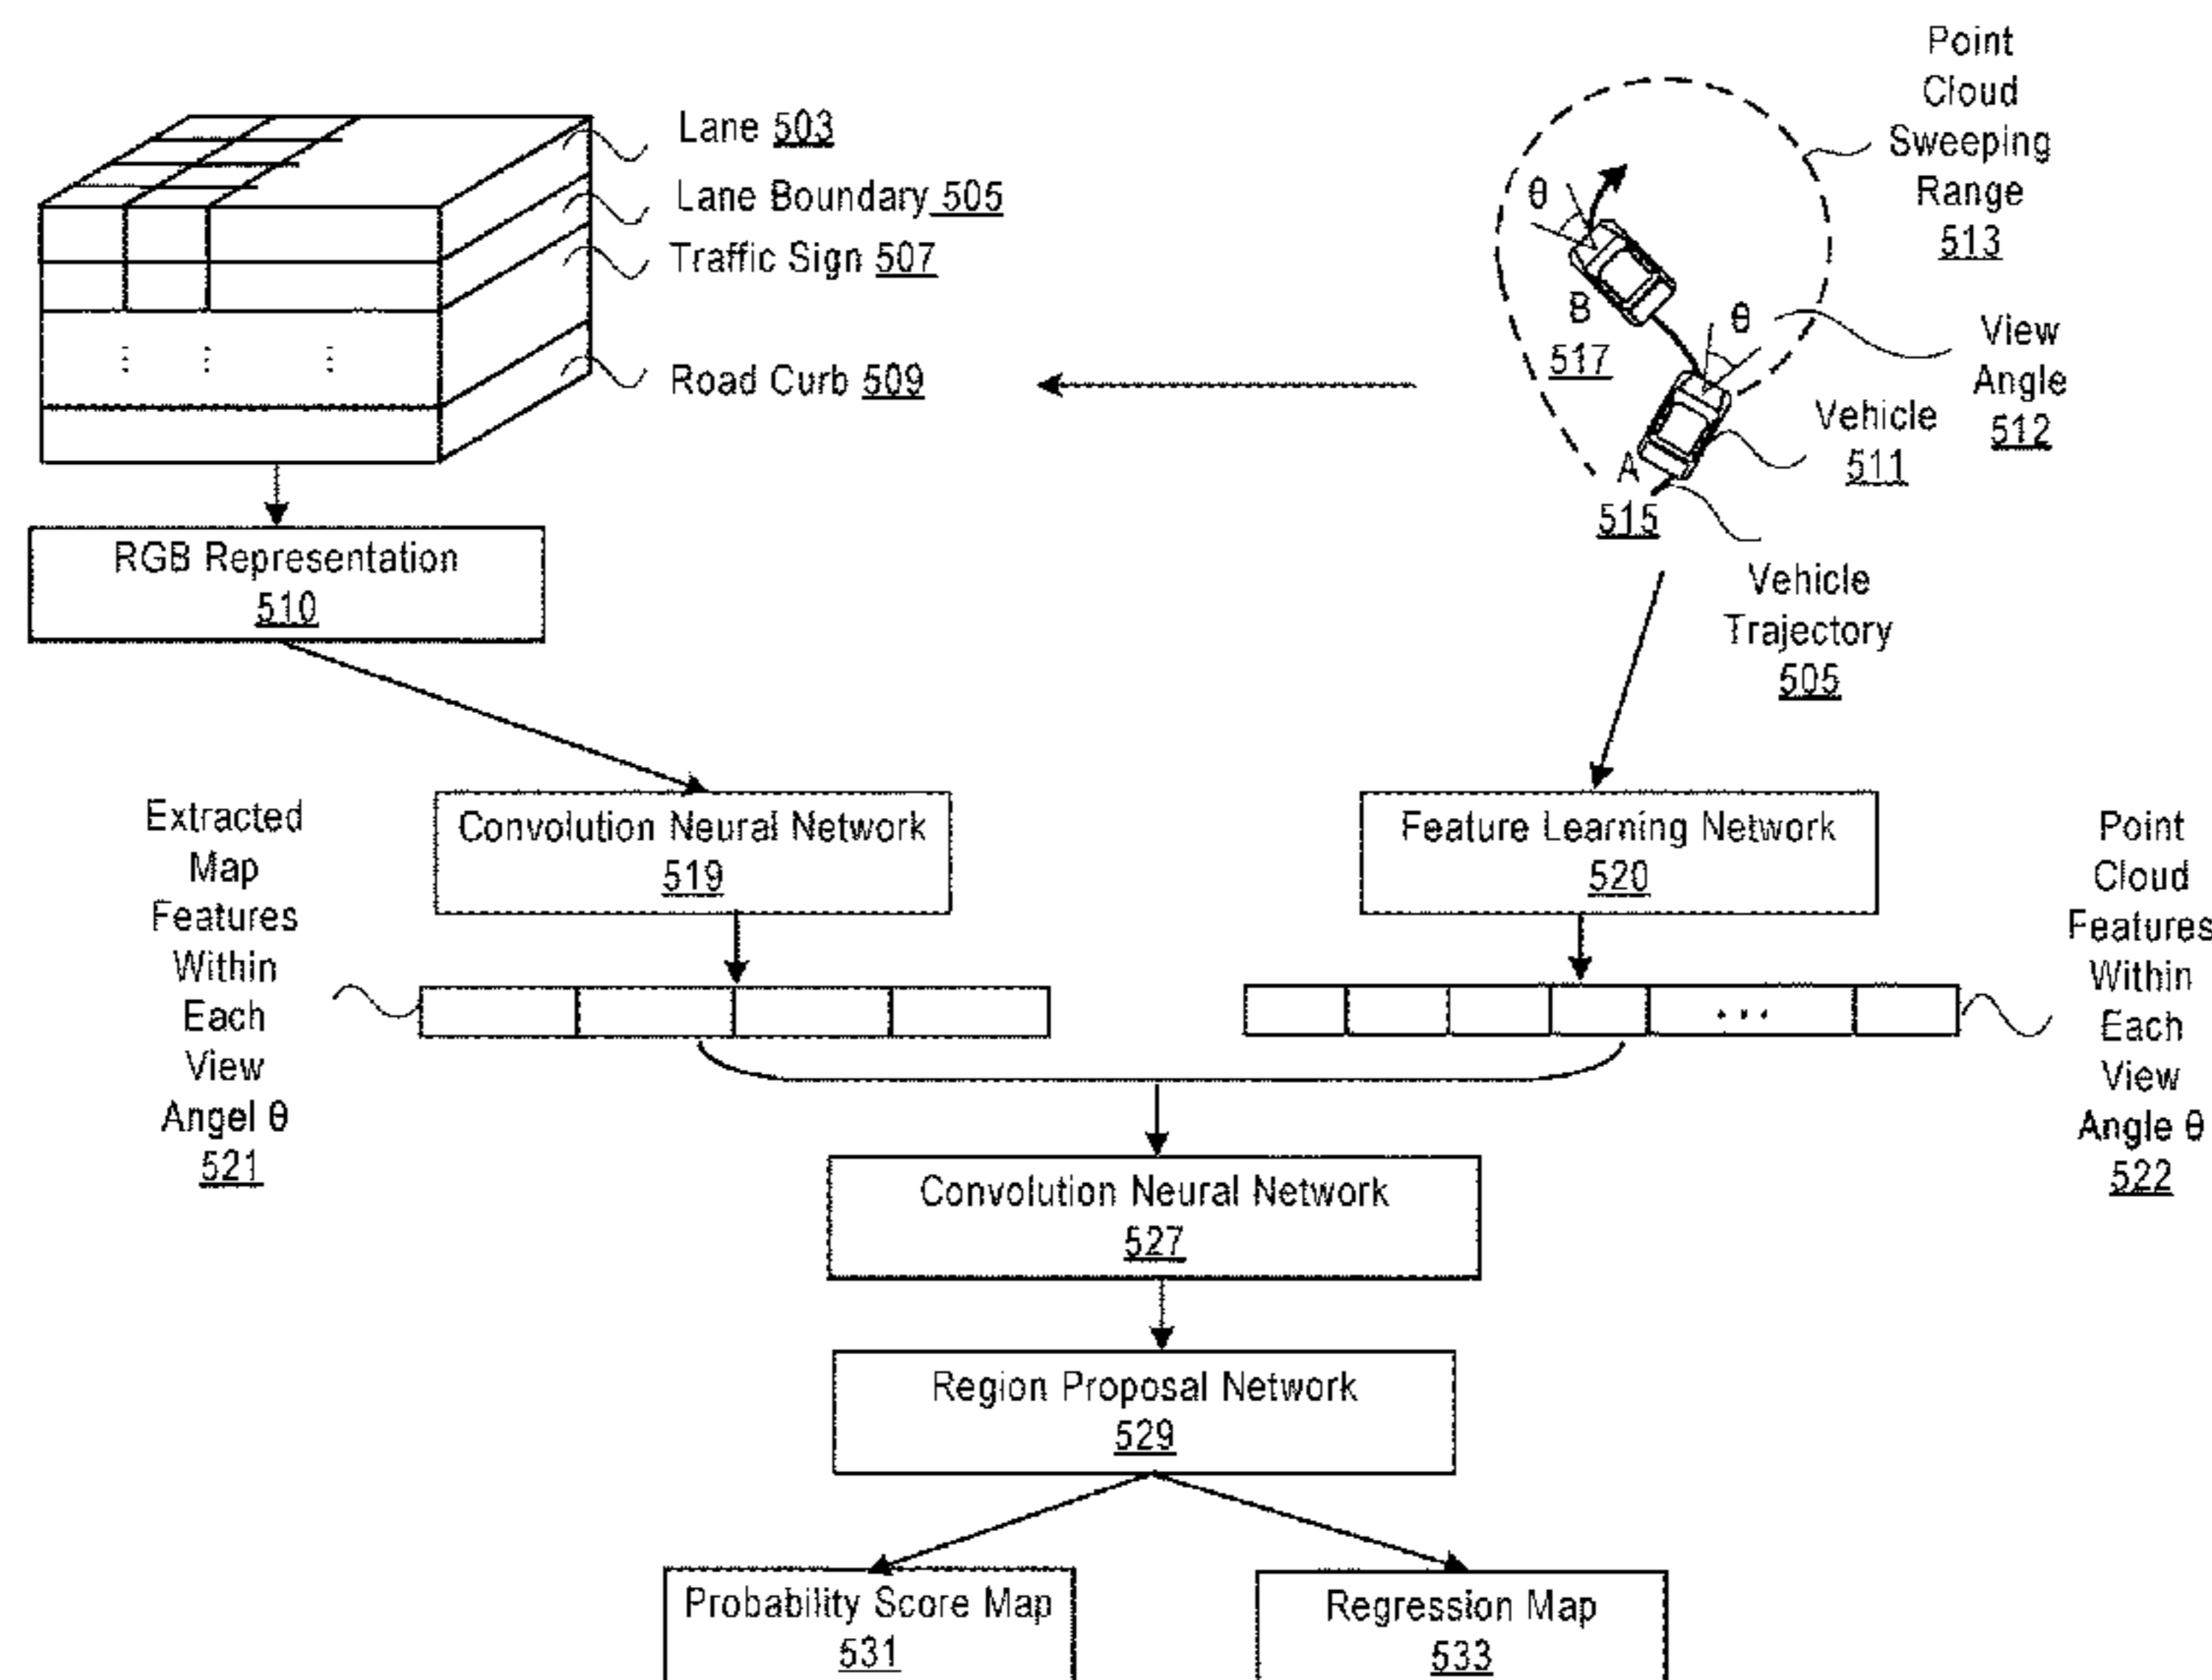 Lane 503
Lane Boundary 505
Traffic Sign 507
Road Curb 509
Point
Cloud
Sweeping
Range
513
θ
B
517
θ
View
Angle
512
Vehicle
511
A
515
Vehicle
Trajectory
505
RGB Representation
510
Extracted
Map
Features
Within
Each
View
Angel θ
521
Convolution Neural Network
519
Feature Learning Network
520
Point
Cloud
Features
Within
Each
View
Angle θ
522
Convolution Neural Network
527
Region Proposal Network
529
Probability Score Map
531
Regression Map
533